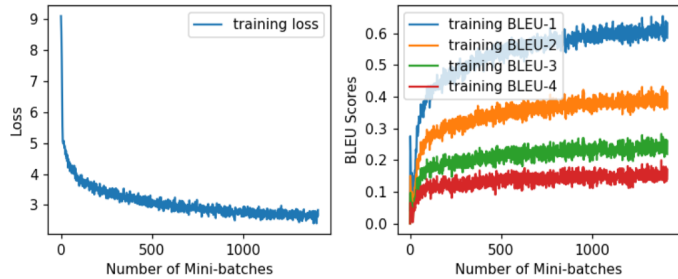 training loss
9
8
7
6
5
4
3
Loss
0
500
1000
Number of Mini-batches
training BLEU-1
training BLEU-2
training BLEU-3
training BLEU-4
0.6
0.5
0.4
0.3
0.2
0.1
0.0
BLEU Scores
0
500
1000
Number of Mini-batches